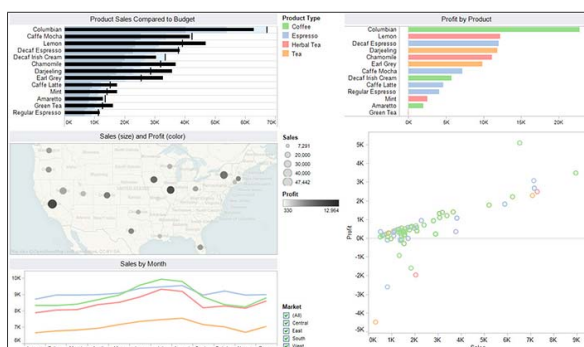 Product Sales Compared to Budget
Columbian
Caffe Mocha
Lemon
Decaf Espresso
Decaf Irish Cream
Chamomile
Darjeeling
Earl Grey
Caffe Latte
Mint
Amaretto
Green Tea
Regular Espresso
0K 10K 20K 30K 40K 50K 60K 70K
Product Type
Coffee
Espresso
Herbal Tea
Tea
Profit by Product
Columbian
Lemon
Decaf Espresso
Darjeeling
Chamomile
Earl Grey
Caffe Mocha
Decaf Irish Cream
Caffe Latte
Regular Espresso
Mint
Amaretto
Green Tea
0K 10K 20K
Sales (size) and Profit (color)
Sales
7,291
20,000
30,000
40,000
47,442
Profit
330 12,964
Sales by Month
10K
9K
8K
7K
6K
Market
(All)
Central
East
South
West
5K
4K
3K
2K
1K
0K
-1K
-2K
-3K
-4K
-5K
Profit
0K 1K 2K 3K 4K 5K 6K 7K 8K 9K
Sales